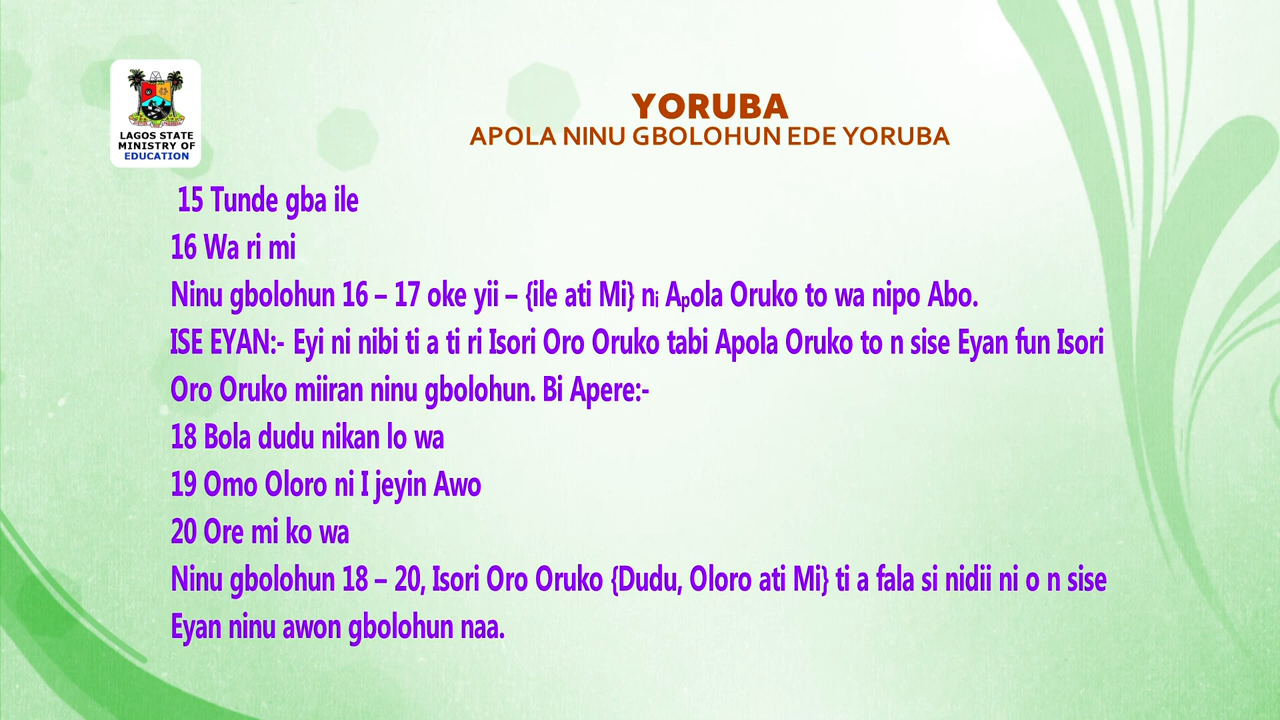 LAGOS STATE
MINISTRY OF
EDUCATION
YORUBA
APOLA NINU GBOLOHUN EDE YORUBA
15 Tunde gba ile
16 Wa ri mi
Ninu gbolohun 16 – 17 oke yii – {ile ati Mi} ni Apola Oruko to wa nipo Abo.
ISE EYAN:- Eyi ni nibi ti a ti ri Isori Oro Oruko tabi Apola Oruko to n sise Eyan fun Isori
Oro Oruko miiran ninu gbolohun. Bi Apere:-
18 Bola dudu nikan lo wa
19 Omo Oloro ni I jeyin Awo
20 Ore mi ko wa
Ninu gbolohun 18 – 20, Isori Oro Oruko {Dudu, Oloro ati Mi} ti a fala si nidii ni o n sise
Eyan ninu awon gbolohun naa.